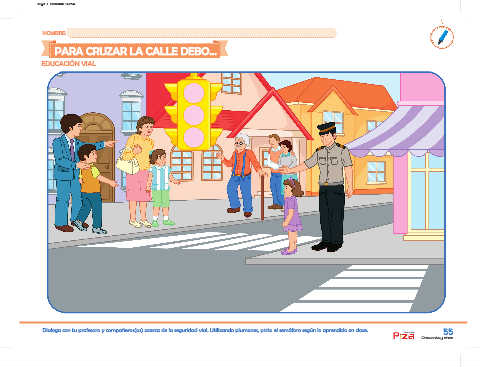 NOMBRE:
PARA CRUZAR LA CALLE DEBO...
EDUCACIÓN VIAL
Dialoga con tu profesora y compañeros(as) acerca de la seguridad vial. Utilizando plumones, pinta el semáforo según lo aprendido en clase.
55